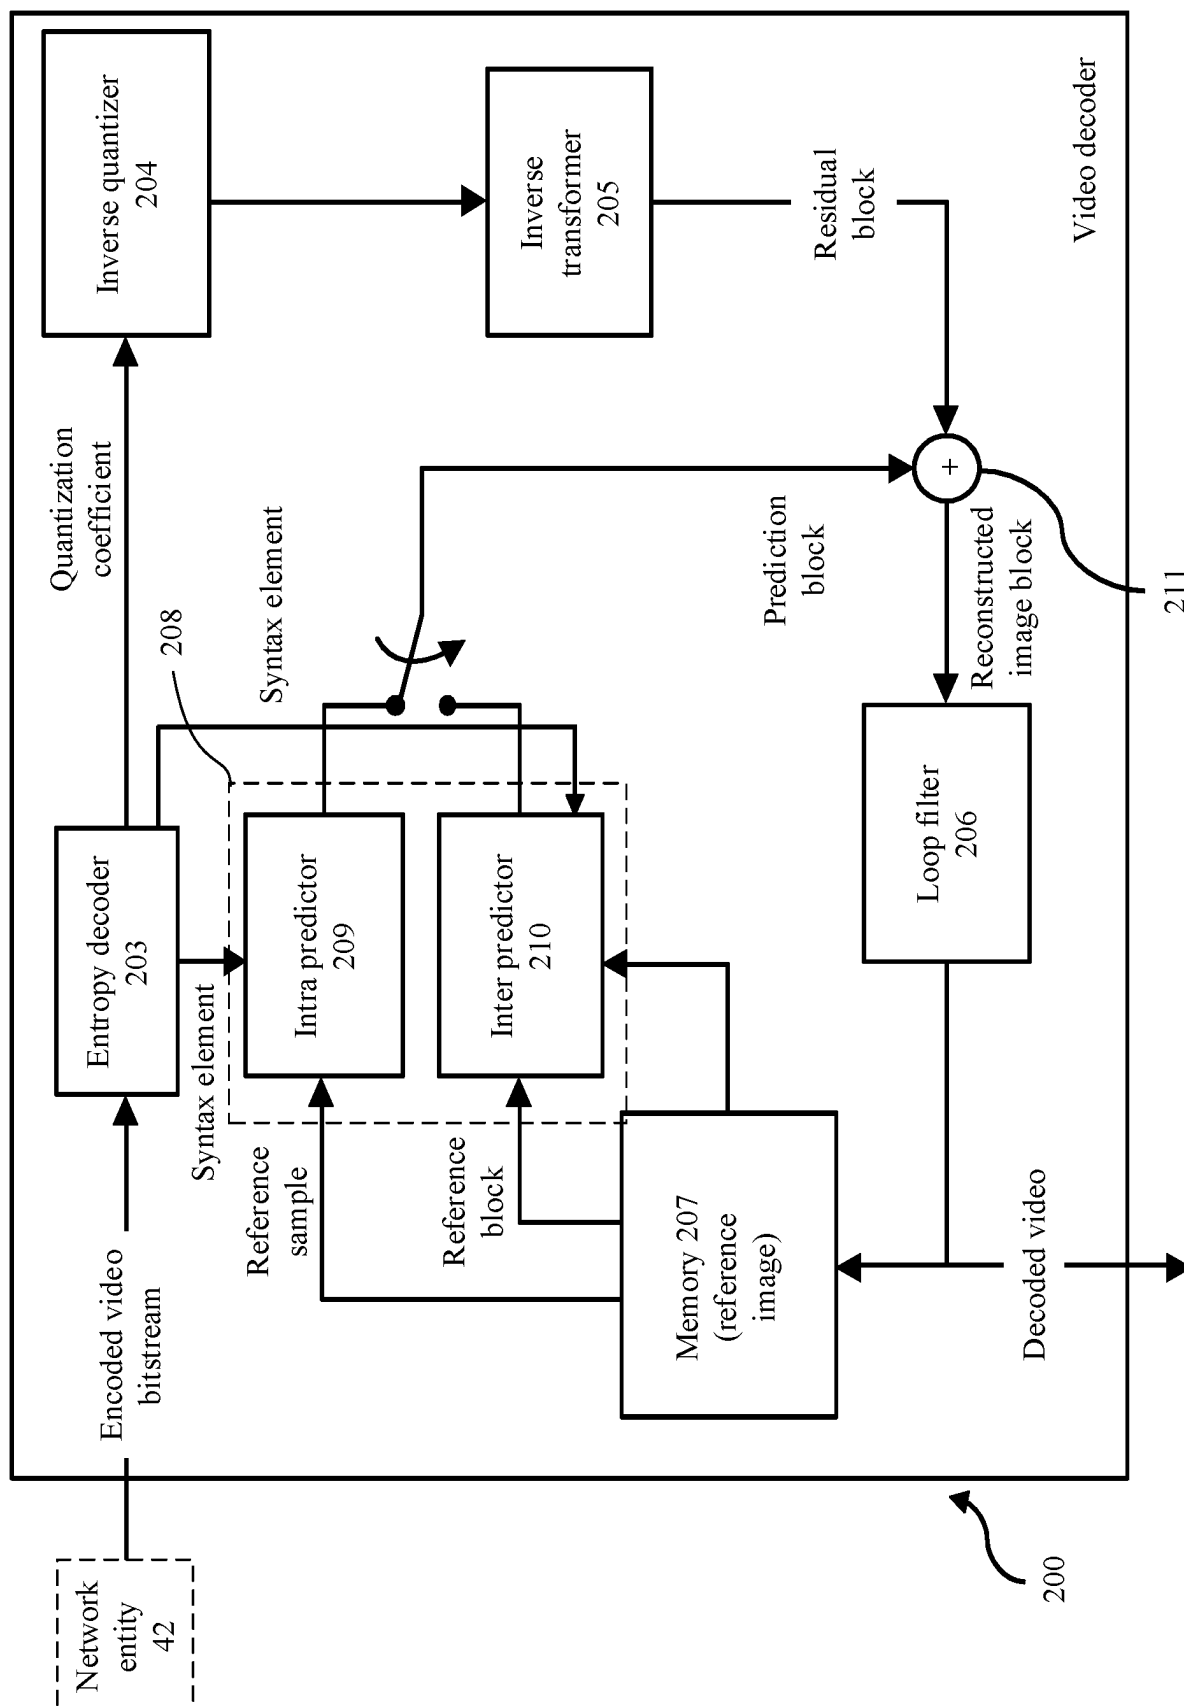 Network
entity
42
Encoded video
bitstream
Entropy decoder
203
Quantization
coefficient
Inverse quantizer
204
Syntax element
208
Syntax element
Reference
sample
Intra predictor
209
Reference
block
Inter predictor
210
Inverse
transformer
205
Memory 207
(reference
image)
Prediction
block
Residual
block
+
Loop filter
206
Reconstructed
image block
Decoded video
Video decoder
200
211